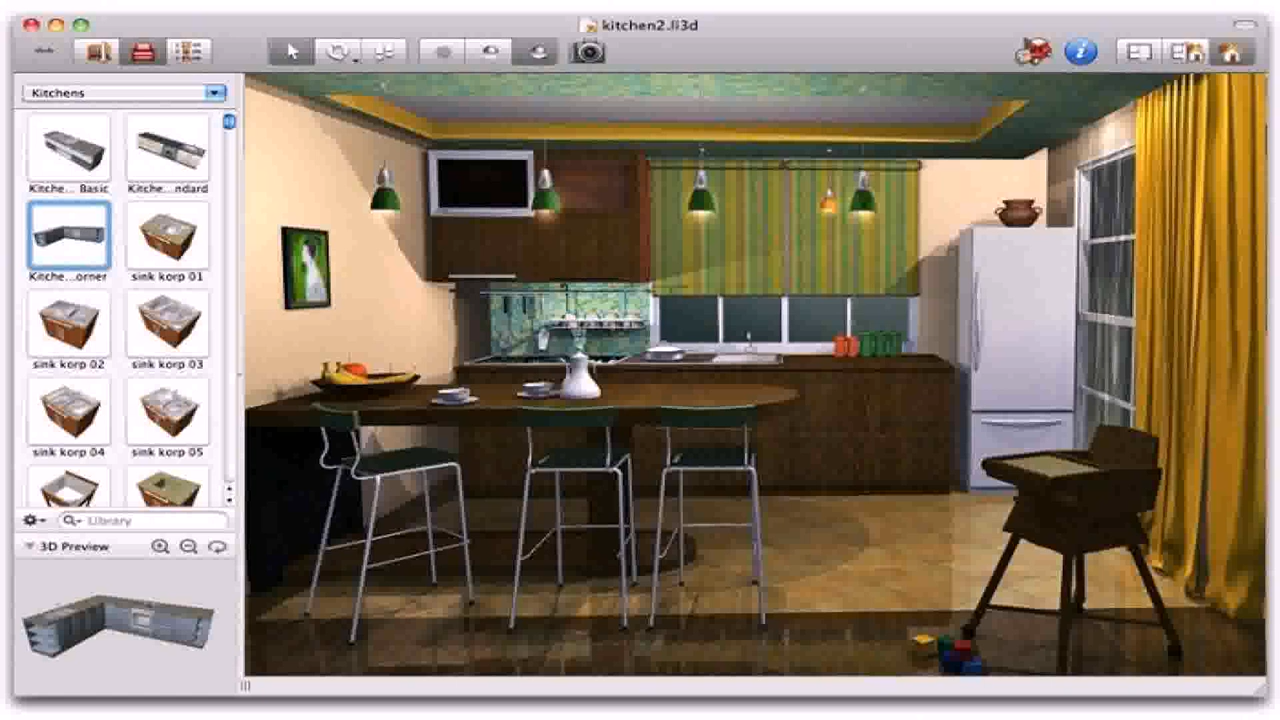 kitchen2.li3d
Kitchens
Kitche... Basic
Kitche...ndard
Kitche...orner
sink korp 01
sink korp 02
sink korp 03
sink korp 04
sink korp 05
Library
3D Preview